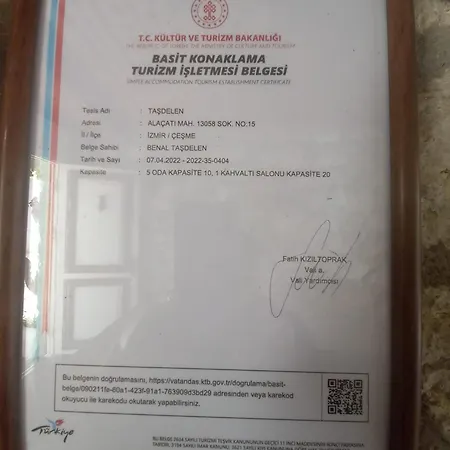 T.C. KÜLTÜR VE TURİZM BAKANLIĞI
BASİT KONAKLAMA
TURİZM İŞLETMESİ BELGESİ
SIMPLE ACCOMMODATION TOURISM ESTABLISHMENT CERTIFICATE
Tesis Adı : TAŞDELEN
Adresi : ALAÇATI MAH. 13058 SOK. NO:15
İl / İlçe : İZMİR / ÇEŞME
Belge Sahibi : BENAL TAŞDELEN
Tarih ve Sayı : 07.04.2022 - 2022-35-0404
Kapasite : 5 ODA KAPASİTE 10, 1 KAHVALTI SALONU KAPASİTE 20
Fatih KIZILTOPRAK
Vali a.
Vali Yardımcısı
Bu belgenin doğrulamasını, https://vatandas.ktb.gov.tr/dogrulama/basit-
belge/090211fa-80a1-423f-91a1-763909d3bd29 adresinden veya karekod
okuyucu ile karekodu okutarak yapabilirsiniz.
Türkiye